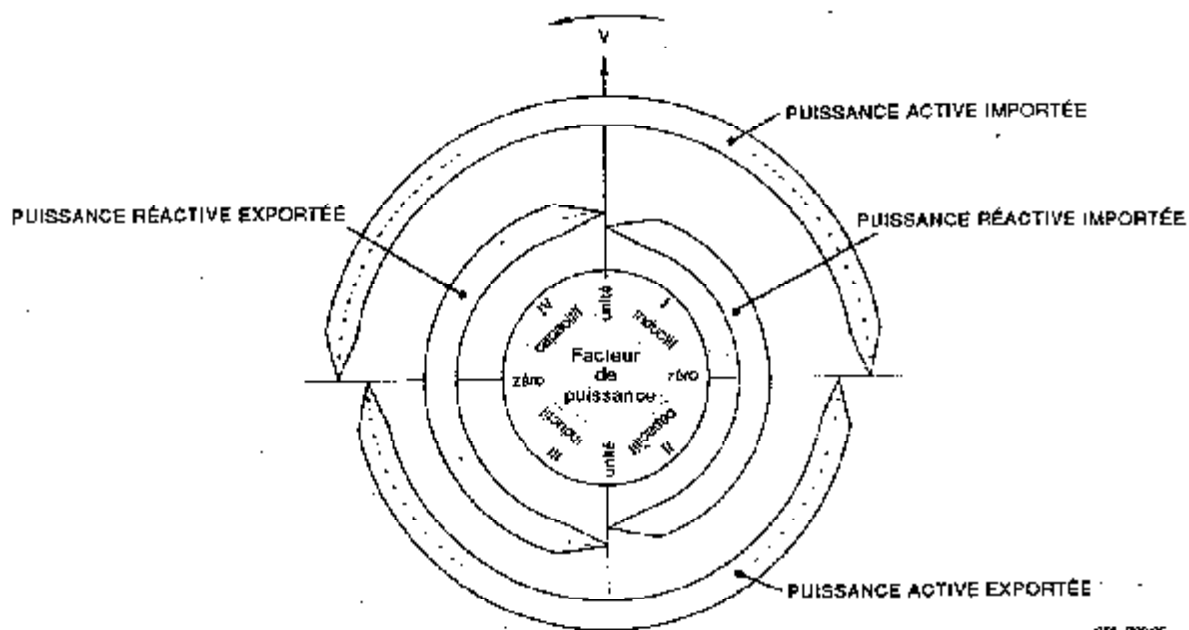 V
PUISSANCE ACTIVE IMPORTÉE
PUISSANCE RÉACTIVE EXPORTÉE
PUISSANCE RÉACTIVE IMPORTÉE
IV
capacitif
unité
I
inductif
Facteur
de
puissance
zéro
zéro
inductif
III
unité
capacitif
II
PUISSANCE ACTIVE EXPORTÉE